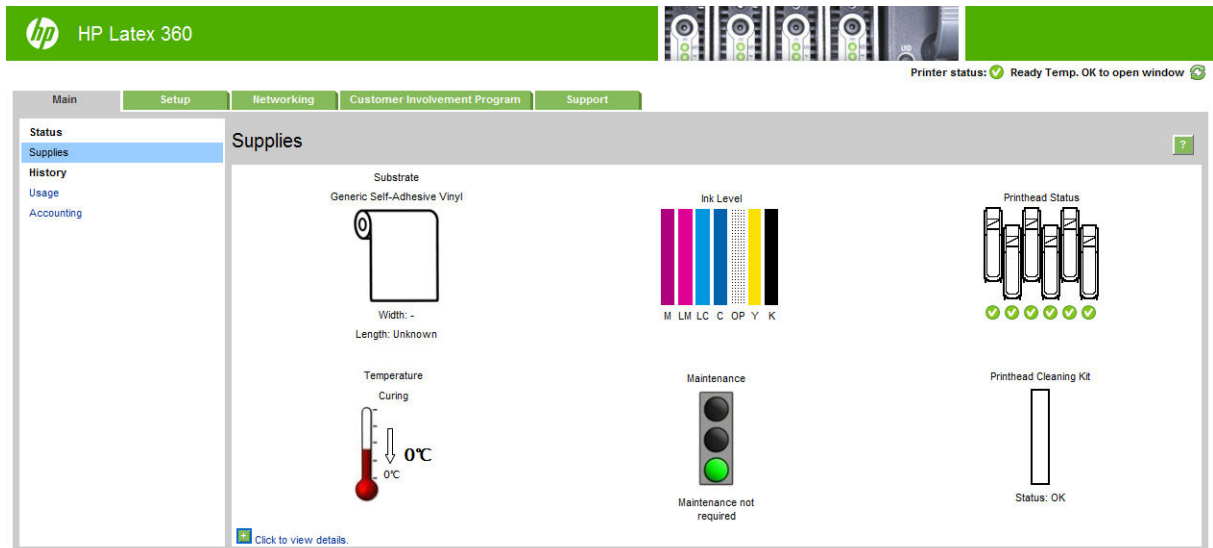 hp HP Latex 360
UID
Printer status: Ready Temp. OK to open window
Main Setup Networking Customer Involvement Program Support
Status
Supplies
History
Usage
Accounting
Supplies
?
Substrate
Generic Self-Adhesive Vinyl
Width: -
Length: Unknown
Ink Level
M LM LC C OP Y K
Printhead Status
Temperature
Curing
0°C
0°C
Maintenance
Maintenance not
required
Printhead Cleaning Kit
Status: OK
Click to view details.